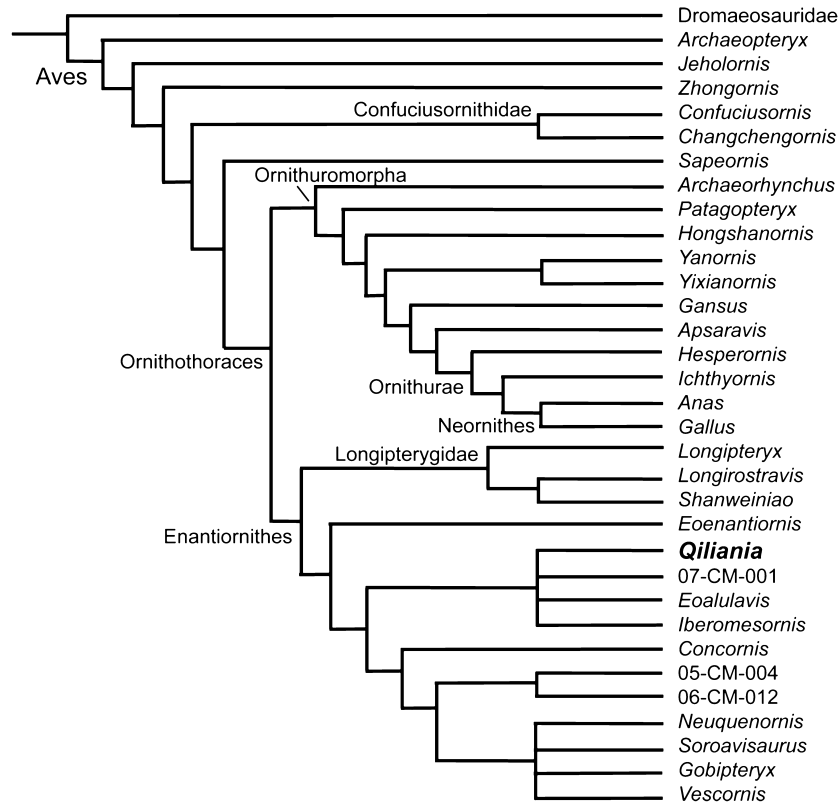 Dromaeosauridae
Archaeopteryx
Aves
Jeholornis
Zhongornis
Confuciusornithidae
Confuciusornis
Changchengornis
Sapeornis
Ornithuromorpha
Archaeorhynchus
Patagopteryx
Hongshanornis
Yanornis
Yixianornis
Gansus
Apsaravis
Ornithothoraces
Hesperornis
Ornithurae
Ichthyornis
Anas
Neornithes
Gallus
Longipterygidae
Longipteryx
Longirostravis
Shanweiniao
Enantiornithes
Eoenantiornis
Qiliania
07-CM-001
Eoalulavis
Iberomesornis
Concornis
05-CM-004
06-CM-012
Neuquenornis
Soroavisaurus
Gobipteryx
Vescornis